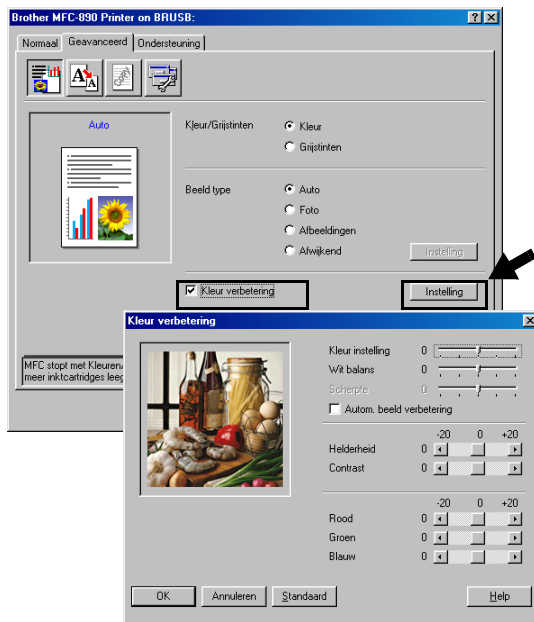 Brother MFC-890 Printer on BRUSB:
Normaal Geavanceerd Ondersteuning
Auto
Kleur/Grijstinten
Kleur
Grijstinten
Beeld type
Auto
Foto
Afbeeldingen
Afwijkend
Instelling
Kleur verbetering
Instelling
MFC stopt met Kleuren
meer inktcartridges leeg
Kleur verbetering
Kleur instelling 0
Wit balans 0
Scherpte 0
Autom. beeld verbetering
-20 0 +20
Helderheid 0
Contrast 0
-20 0 +20
Rood 0
Groen 0
Blauw 0
OK Annuleren Standaard Help